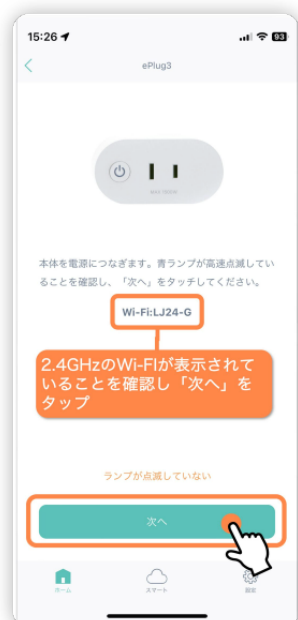 15:26
93
ePlug3
MAX 1500W
本体を電源につなぎます。青ランプが高速点滅してい
ることを確認し、「次へ」をタッチしてください。
Wi-Fi:LJ24-G
2.4GHzのWi-FIが表示されて
いることを確認し「次へ」を
タップ
ランプが点滅していない
次へ
ホーム
スマート
設定